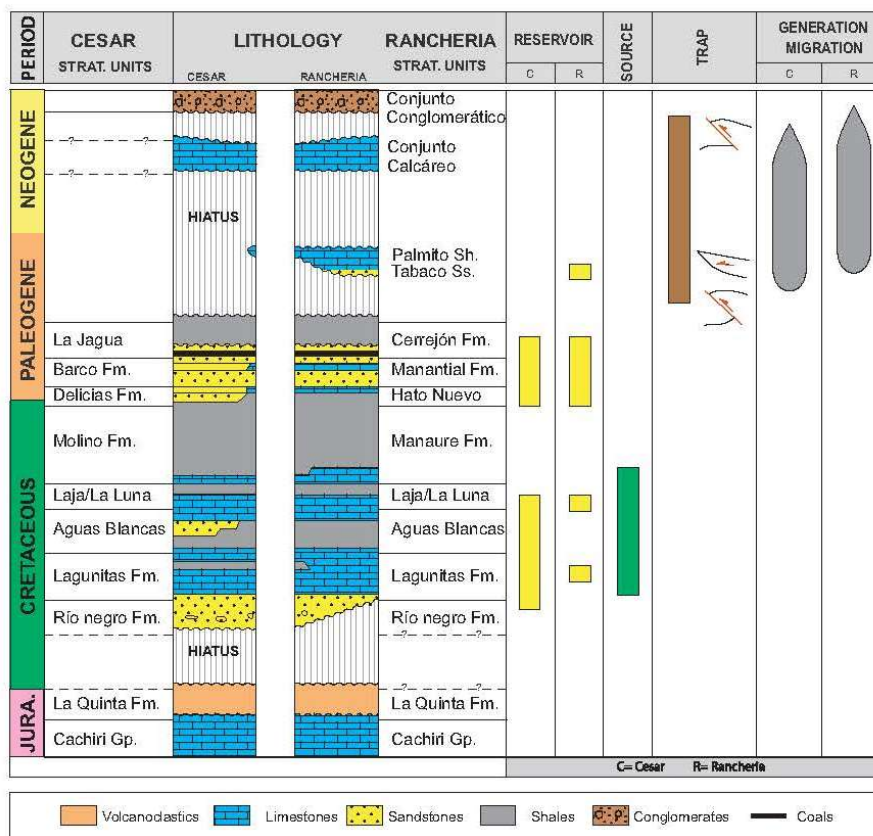 PERIOD
CESAR
STRAT. UNITS
LITHOLOGY
CESAR
RANCHERIA
RANCHERIA
STRAT. UNITS
RESERVOIR
C
R
SOURCE
TRAP
GENERATION
MIGRATION
C
R
NEOGENE
PALEOGENE
CRETACEOUS
JURA.
? ?
? ?
La Jagua
Barco Fm.
Delicias Fm.
Molino Fm.
Laja/La Luna
Aguas Blancas
Lagunitas Fm.
Río negro Fm.
La Quinta Fm.
Cachiri Gp.
HIATUS
HIATUS
Conjunto
Conglomerático
Conjunto
Calcáreo
Palmito Sh.
Tabaco Ss.
Cerrejón Fm.
Manantial Fm.
Hato Nuevo
Manaure Fm.
Laja/La Luna
Aguas Blancas
Lagunitas Fm.
Río negro Fm.
? ?
? ?
La Quinta Fm.
Cachiri Gp.
C= Cesar R= Rancheria
Volcanoclastics Limestones Sandstones Shales Conglomerates Coals